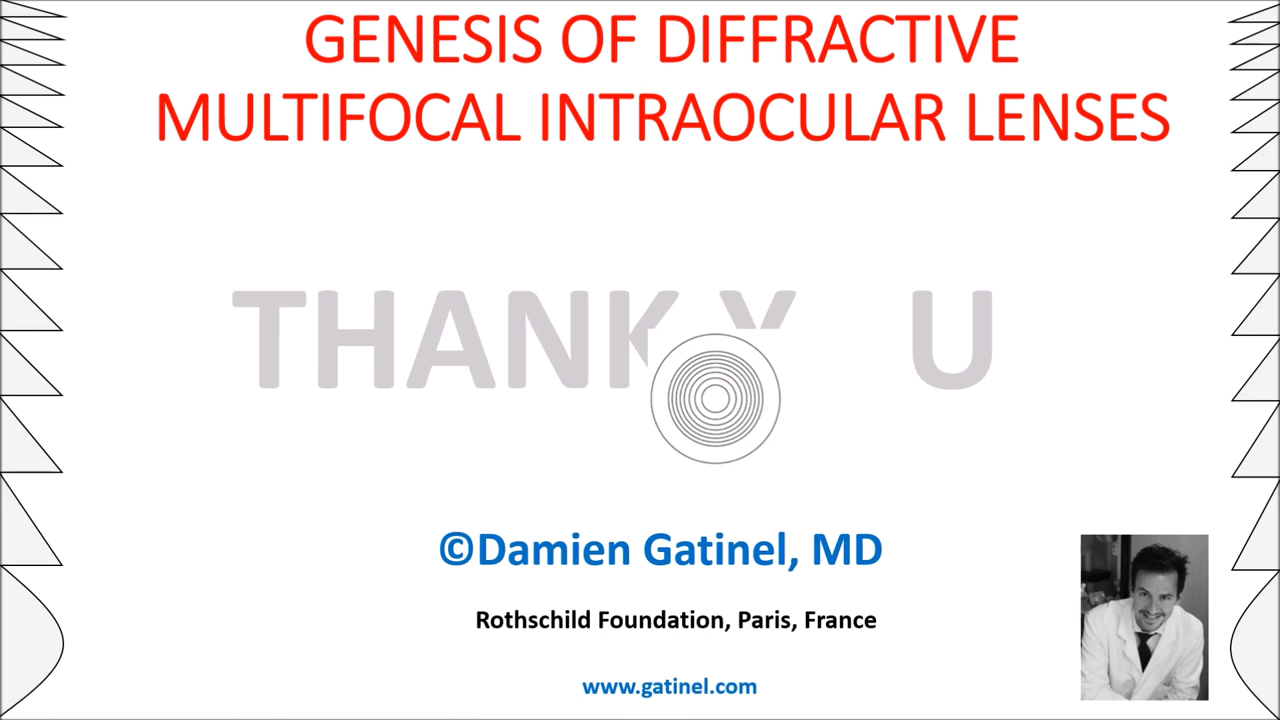 GENESIS OF DIFFRACTIVE
MULTIFOCAL INTRAOCULAR LENSES
THANK Y U
©Damien Gatinel, MD
Rothschild Foundation, Paris, France
www.gatinel.com